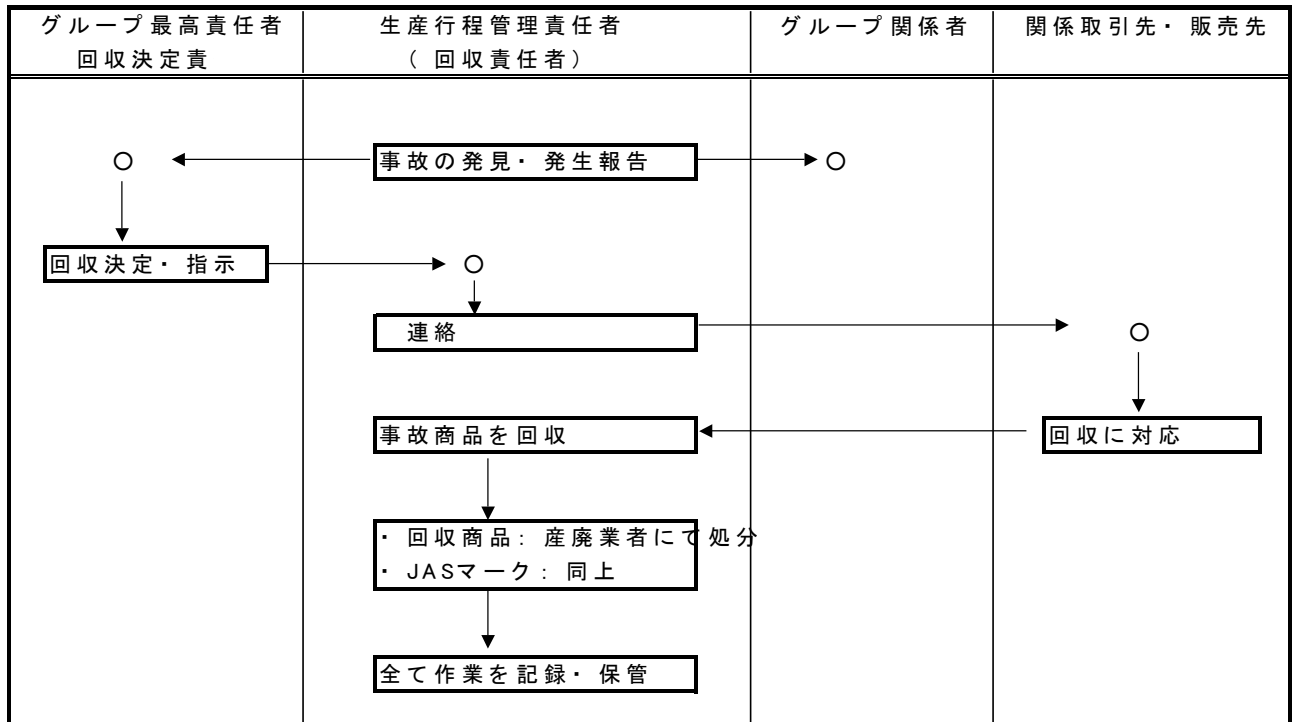 グループ最高責任者
回収決定責
生産行程管理責任者
(回収責任者)
グループ関係者
関係取引先・販売先
事故の発見・発生報告
回収決定・指示
連絡
事故商品を回収
回収に対応
・回収商品:産廃業者にて処分
・JASマーク:同上
全て作業を記録・保管